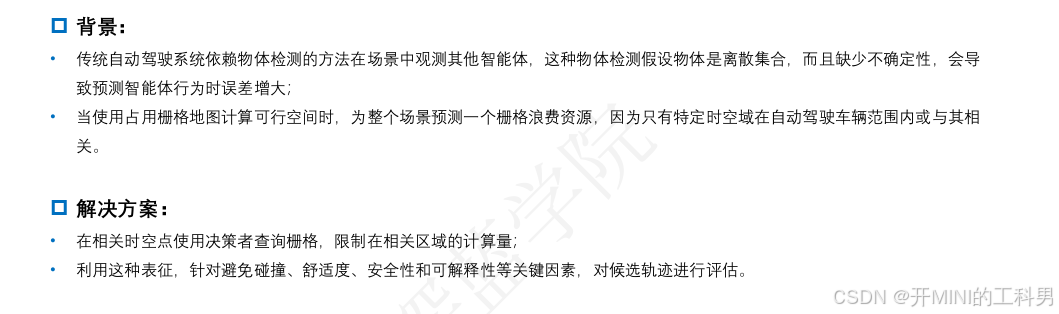 背景：
• 传统自动驾驶系统依赖物体检测的方法在场景中观测其他智能体，这种物体检测假设物体是离散集合，而且缺少不确定性，会导
致预测智能体行为时误差增大；
• 当使用占用栅格地图计算可行空间时，为整个场景预测一个栅格浪费资源，因为只有特定时空域在自动驾驶车辆范围内或与其相
关。
解决方案：
• 在相关时空点使用决策者查询栅格，限制在相关区域的计算量；
• 利用这种表征，针对避免碰撞、舒适度、安全性和可解释性等关键因素，对候选轨迹进行评估。
深蓝学院
CSDN @开MINI的工科男